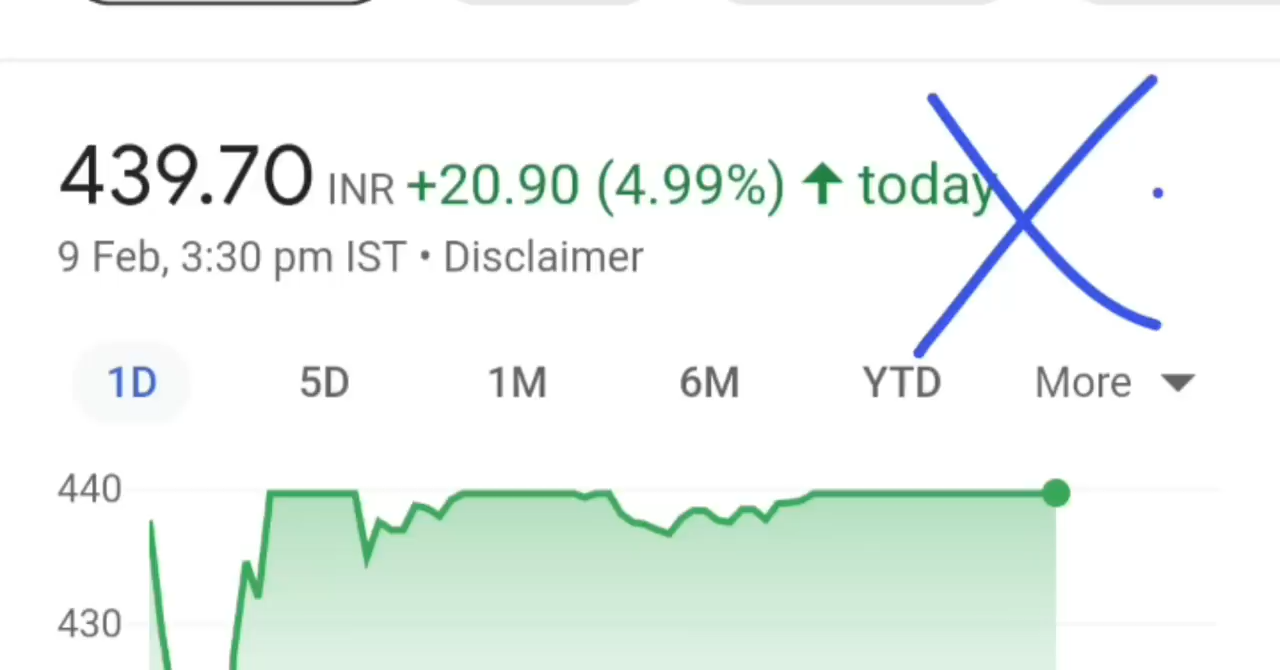 439.70 INR +20.90 (4.99%) ↑ today
9 Feb, 3:30 pm IST • Disclaimer
1D 5D 1M 6M YTD More
440
430